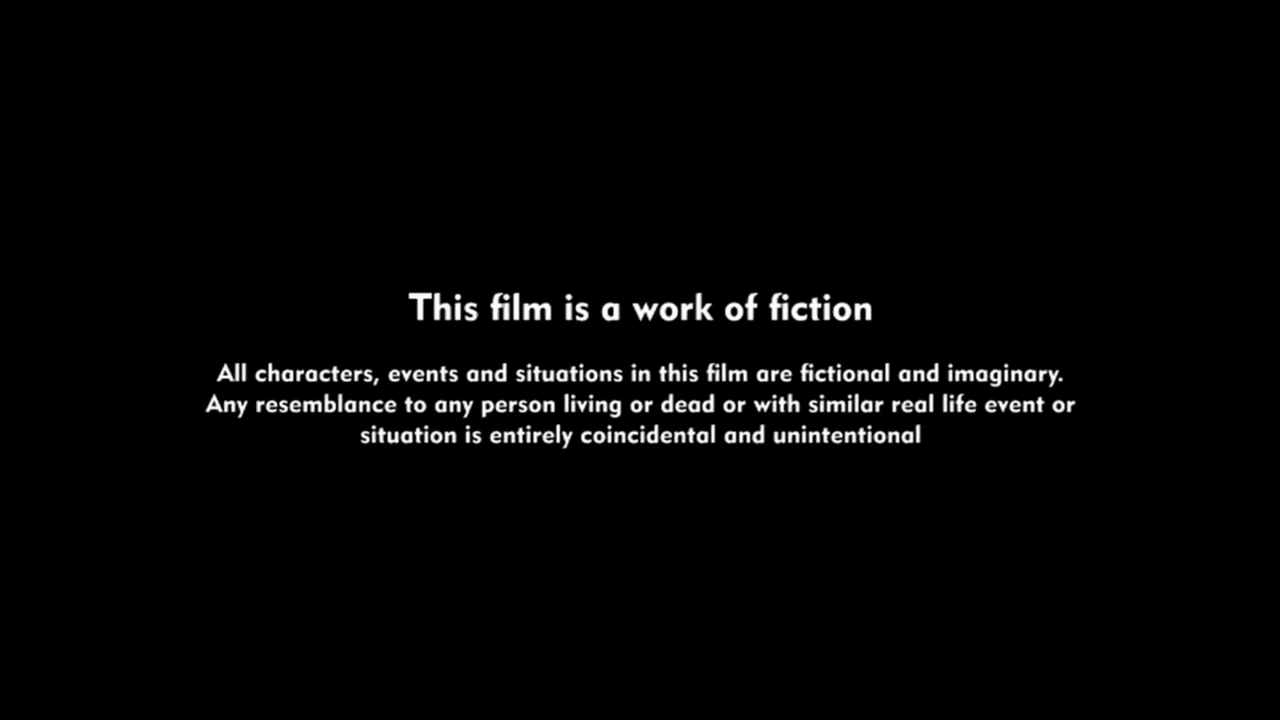 This film is a work of fiction
All characters, events and situations in this film are fictional and imaginary.
Any resemblance to any person living or dead or with similar real life event or
situation is entirely coincidental and unintentional